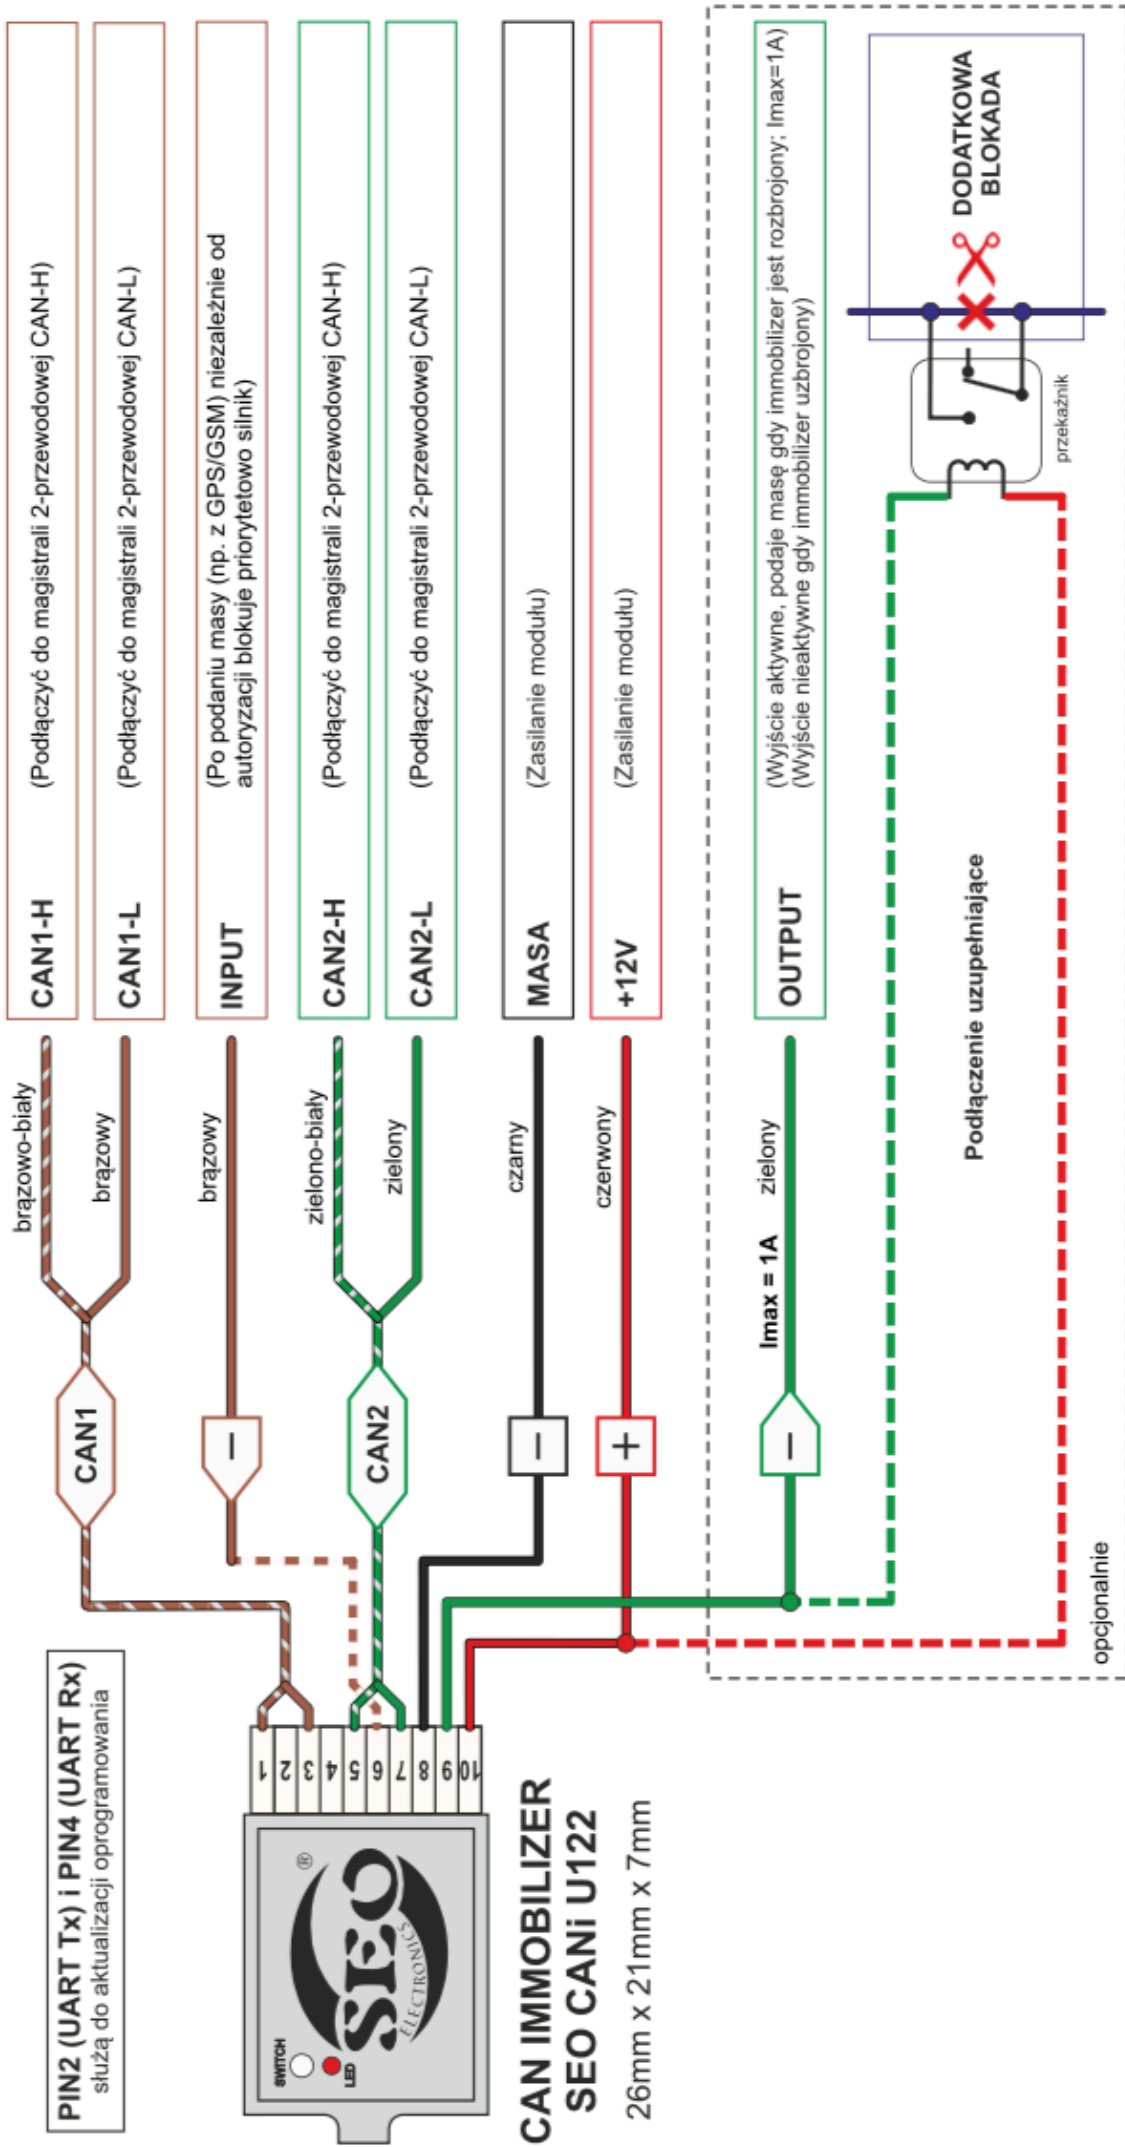 PIN2 (UART Tx) i PIN4 (UART Rx)
służą do aktualizacji oprogramowania
SWITCH
LED
SEO
ELECTRONICS
®
1
2
3
4
5
6
7
8
9
10
CAN IMMOBILIZER
SEO CANi U122
26mm x 21mm x 7mm
CAN1
brązowo-biały
CAN1-H
(Podłączyć do magistrali 2-przewodowej CAN-H)
brązowy
CAN1-L
(Podłączyć do magistrali 2-przewodowej CAN-L)
–
brązowy
INPUT
(Po podaniu masy (np. z GPS/GSM) niezależnie od
autoryzacji blokuje priorytetowo silnik)
CAN2
zielono-biały
CAN2-H
(Podłączyć do magistrali 2-przewodowej CAN-H)
zielony
CAN2-L
(Podłączyć do magistrali 2-przewodowej CAN-L)
–
czarny
MASA
(Zasilanie modułu)
+
czerwony
+12V
(Zasilanie modułu)
–
Imax = 1A
zielony
OUTPUT
(Wyjście aktywne, podaje masę gdy immobilizer jest rozbrojony; Imax=1A)
(Wyjście nieaktywne gdy immobilizer uzbrojony)
Podłączenie uzupełniające
przekaźnik
DODATKOWA
BLOKADA
opcjonalnie